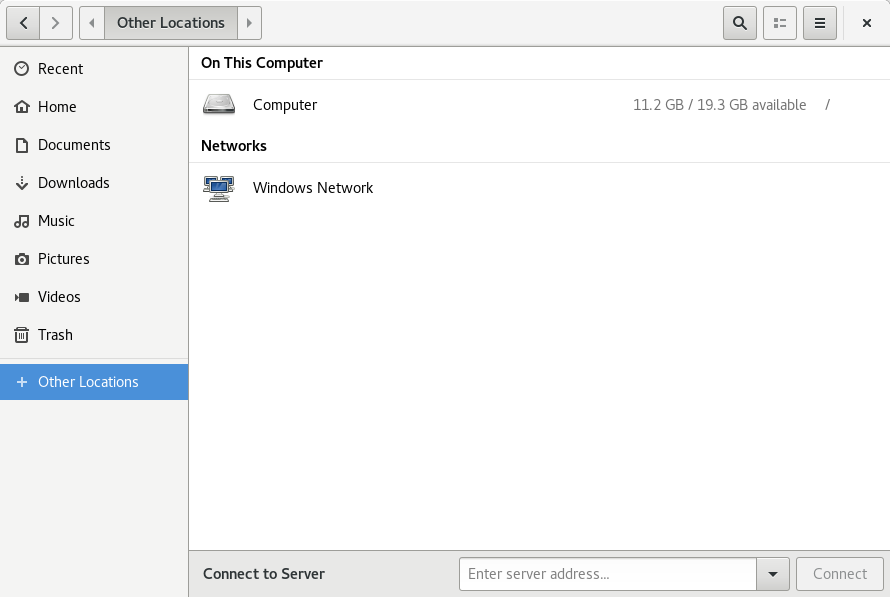 Other Locations
Recent
Home
Documents
Downloads
Music
Pictures
Videos
Trash
Other Locations
On This Computer
Computer 11.2 GB / 19.3 GB available /
Networks
Windows Network
Connect to Server Enter server address... Connect